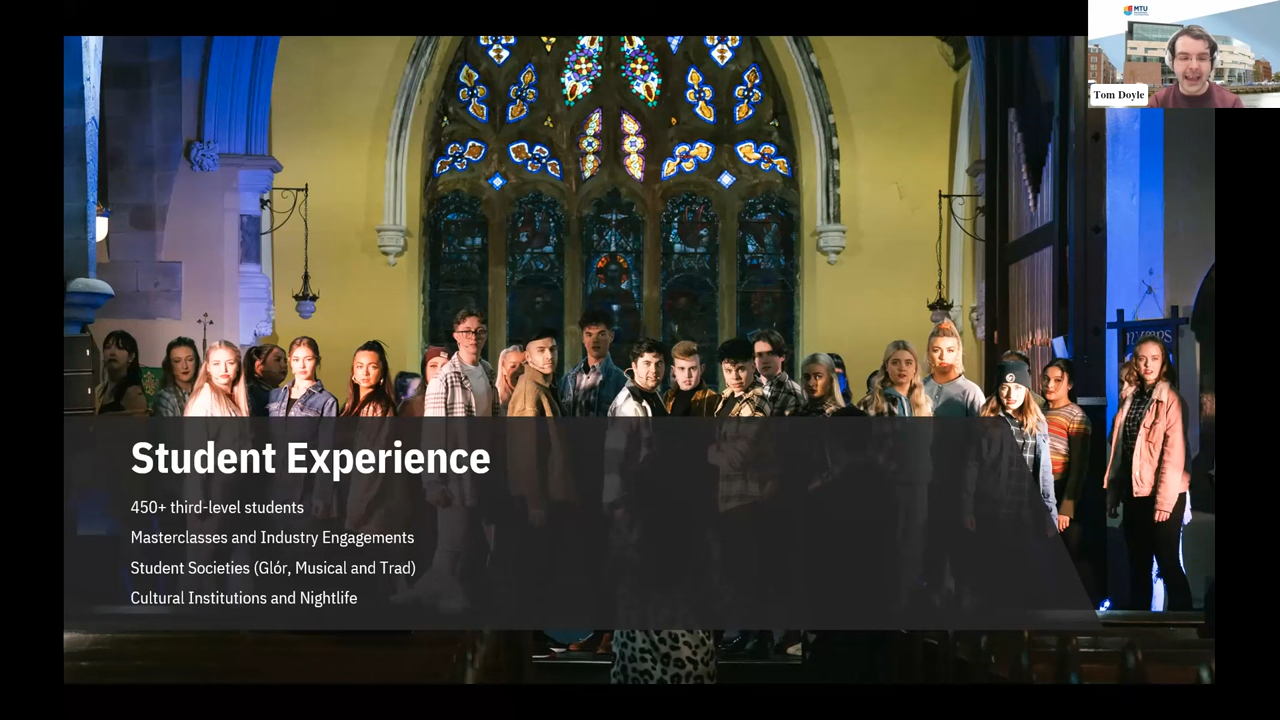 MTU
Tom Doyle
Student Experience
450+ third-level students
Masterclasses and Industry Engagements
Student Societies (Glór, Musical and Trad)
Cultural Institutions and Nightlife